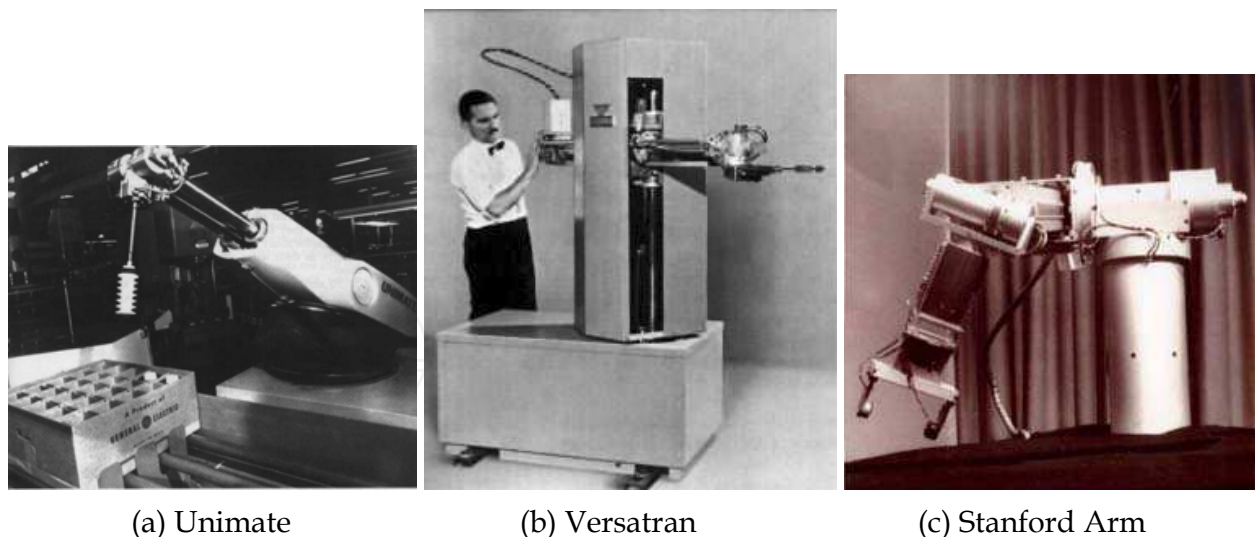 A Product of
GENERAL ELECTRIC
(a) Unimate
(b) Versatran
(c) Stanford Arm